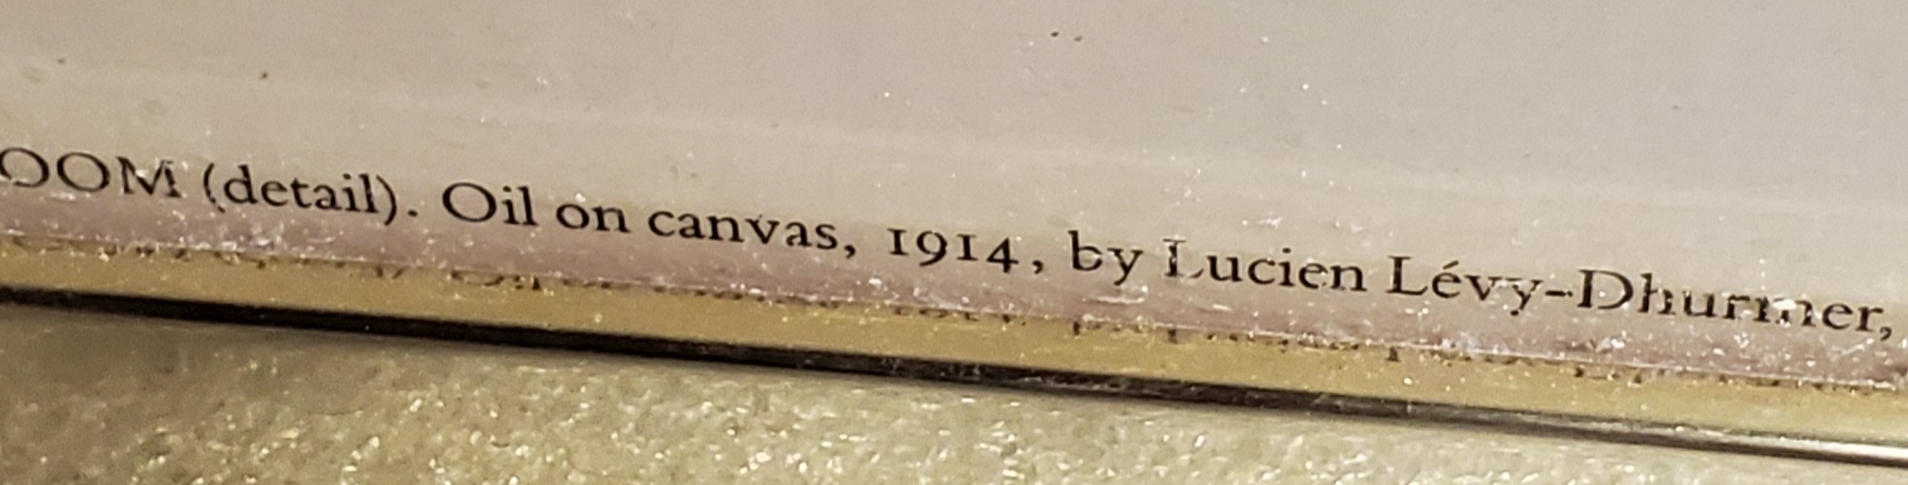 OOM (detail). Oil on canvas, 1914, by Lucien Lévy-Dhurmer,